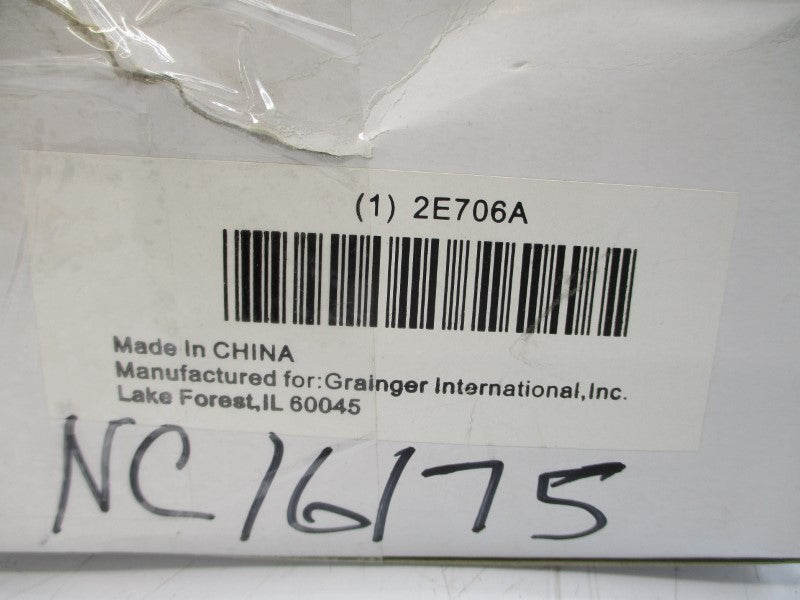 (1) 2E706A
Made In CHINA
Manufactured for:Grainger International,Inc.
Lake Forest,IL 60045
NC16175